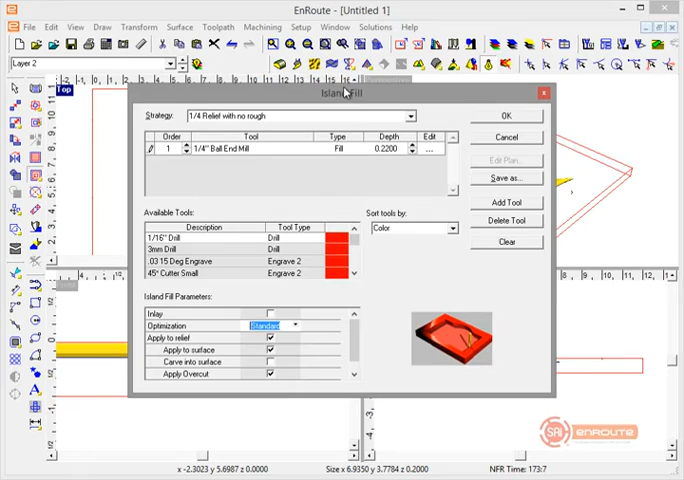 EnRoute - [Untitled 1]
File Edit View Draw Transform Surface Relief ToolPath Machining Setup Window Solutions Help
Layer 2
Top
Island Fill
Strategy: 1/4 Relief with no rough
OK
Order Tool Type Depth Edit
Cancel
1 1/4" Ball End Mill Fill 0.2200 ...
Edit Plan...
Save as...
Add Tool
Available Tools: Sort tools by:
Delete Tool
Description Tool Type Color
1/16" Drill Drill
Clear
3mm Drill Drill
.03 15 Deg Engrave Engrave 2
45° Cutter Small Engrave 2
Island Fill Parameters:
Inlay
Optimization Standard
Apply to relief
Apply to surface
Carve into surface
Apply Overcut
SAi ENROUTE
x -2.3023 y 5.6987 z 0.0000 Size x 6.9350 y 3.7784 z 0.2000 NFR Time: 173:7